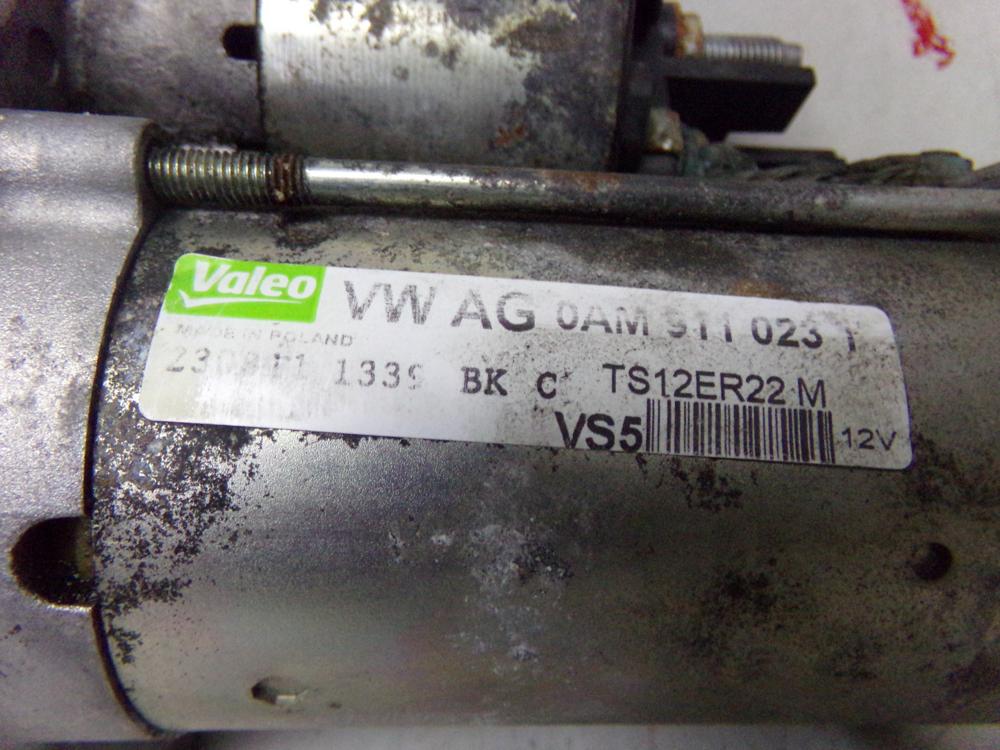 Valeo VW AG 0AM 911 023
MADE IN POLAND
1339 BK C TS12ER22 M
VS5 12V